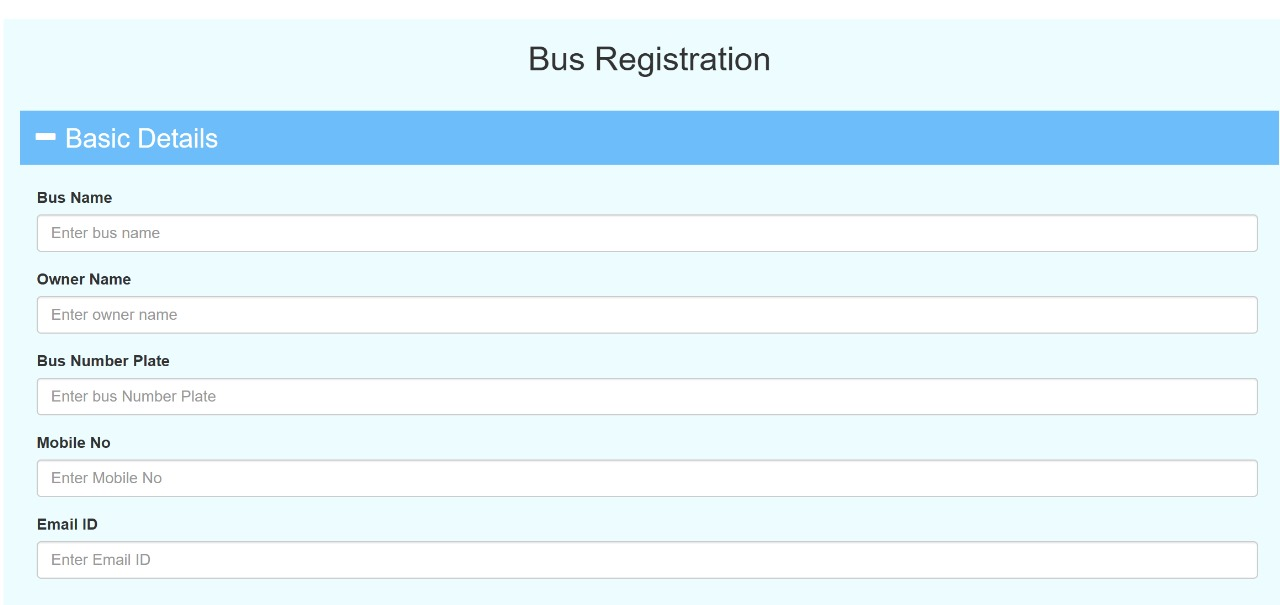 Bus Registration
Basic Details
Bus Name
Enter bus name
Owner Name
Enter owner name
Bus Number Plate
Enter bus Number Plate
Mobile No
Enter Mobile No
Email ID
Enter Email ID